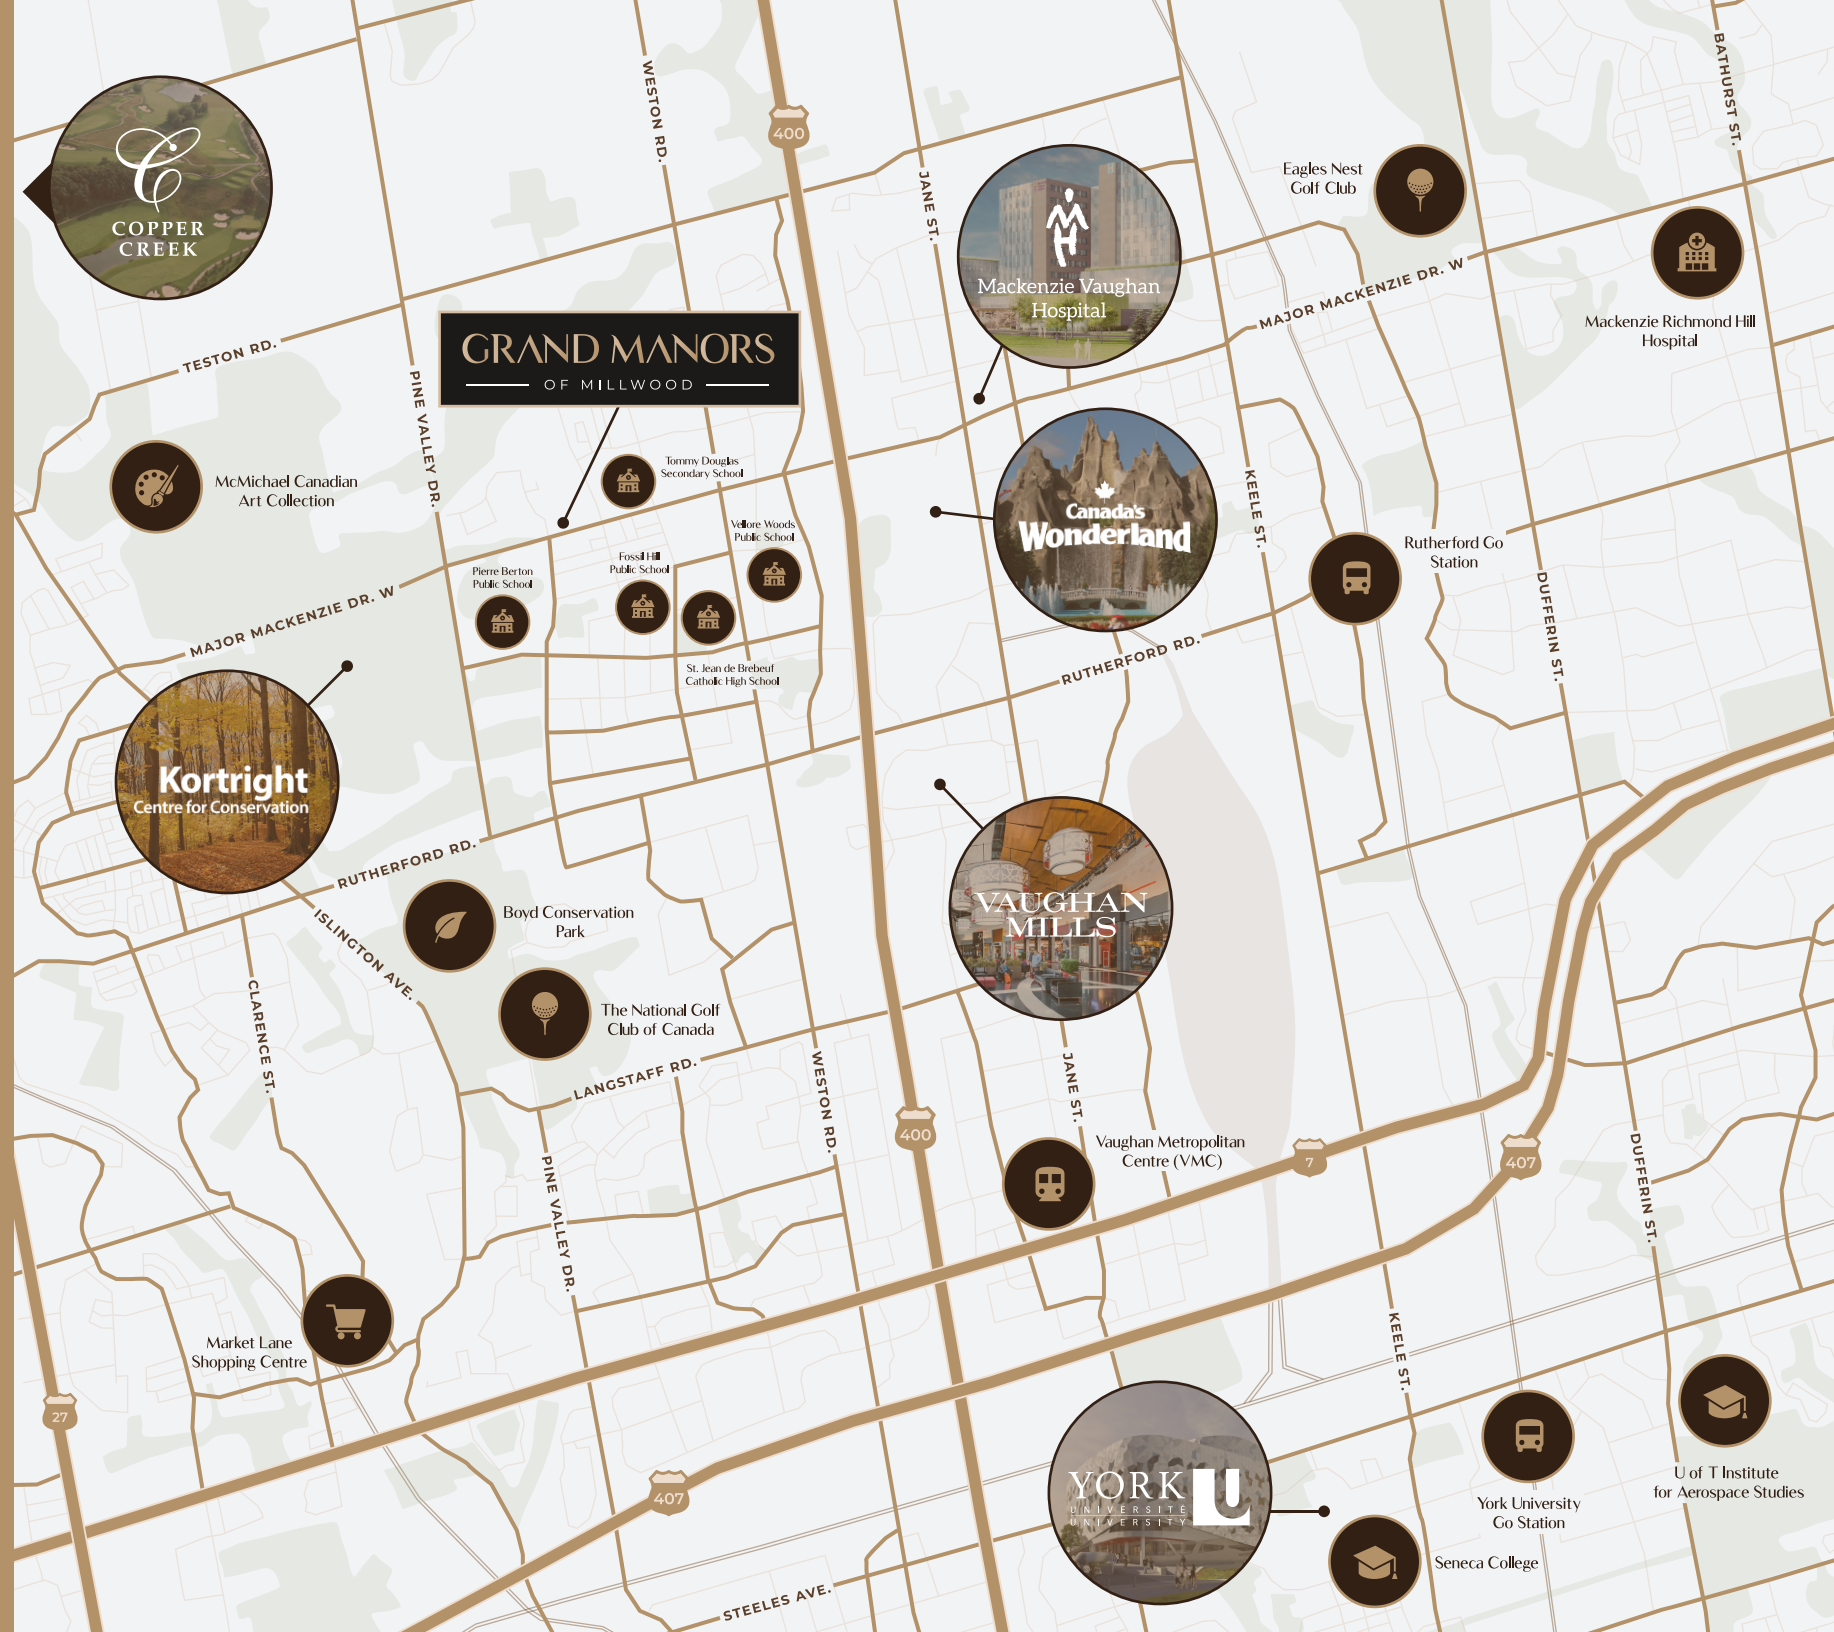 BATHURST ST.
WESTON RD.
400
Eagles Nest
Golf Club
JANE ST.
COPPER
CREEK
Mackenzie Vaughan
Hospital
MAJOR MACKENZIE DR. W
Mackenzie Richmond Hill
Hospital
TESTON RD.
GRAND MANORS
OF MILLWOOD
PINE VALLEY DR.
Tommy Douglas
Secondary School
McMichael Canadian
Art Collection
KEELE ST.
Canada's
Wonderland
Vellore Woods
Public School
Rutherford Go
Station
Fossil Hill
Public School
Pierre Berton
Public School
DUFFERIN ST.
MAJOR MACKENZIE DR. W
RUTHERFORD RD.
St. Jean de Brebeuf
Catholic High School
Kortright
Centre for Conservation
RUTHERFORD RD.
VAUGHAN
MILLS
ISLINGTON AVE.
Boyd Conservation
Park
The National Golf
Club of Canada
CLARENCE ST.
LANGSTAFF RD.
WESTON RD.
JANE ST.
400
Vaughan Metropolitan
Centre (VMC)
7
407
DUFFERIN ST.
PINE VALLEY DR.
Market Lane
Shopping Centre
KEELE ST.
27
407
YORK U
UNIVERSITÉ
UNIVERSITY
U of T Institute
for Aerospace Studies
York University
Go Station
Seneca College
STEELES AVE.